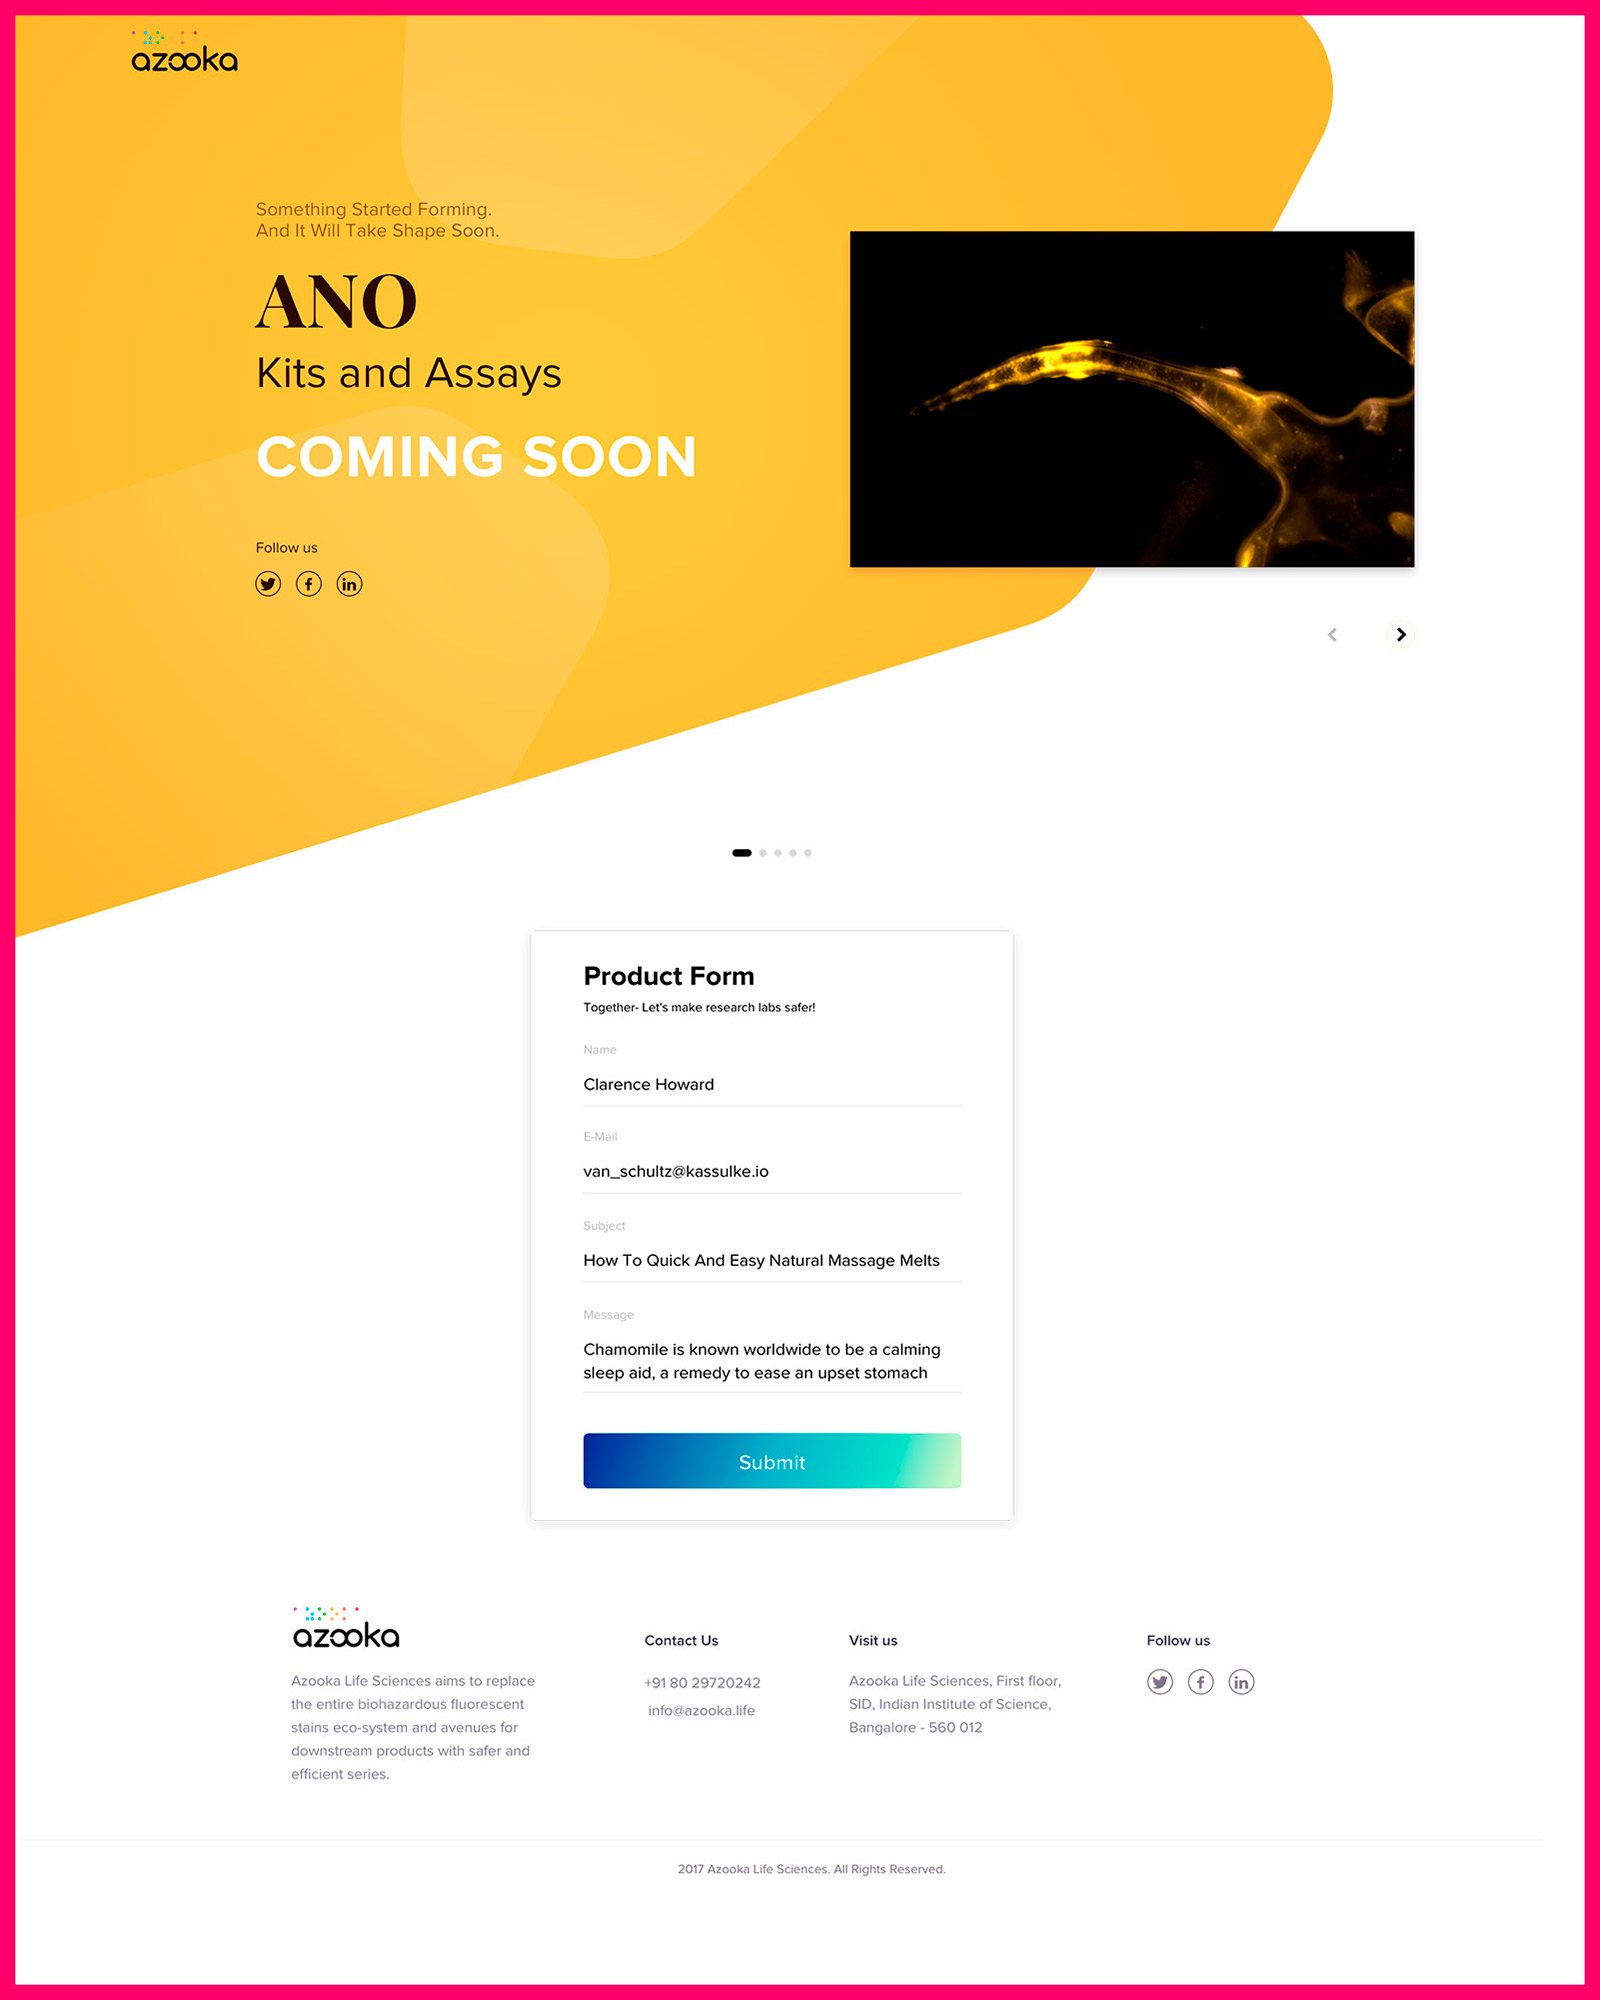 azooka
Something Started Forming.
And It Will Take Shape Soon.
ANO
Kits and Assays
COMING SOON
Follow us
Product Form
Together- Let's make research labs safer!
Name
Clarence Howard
E-Mail
van_schultz@kassulke.io
Subject
How To Quick And Easy Natural Massage Melts
Message
Chamomile is known worldwide to be a calming
sleep aid, a remedy to ease an upset stomach
Submit
azooka
Azooka Life Sciences aims to replace
the entire biohazardous fluorescent
stains eco-system and avenues for
downstream products with safer and
efficient series.
Contact Us
+91 80 29720242
info@azooka.life
Visit us
Azooka Life Sciences, First floor,
SID, Indian Institute of Science,
Bangalore - 560 012
Follow us
2017 Azooka Life Sciences. All Rights Reserved.